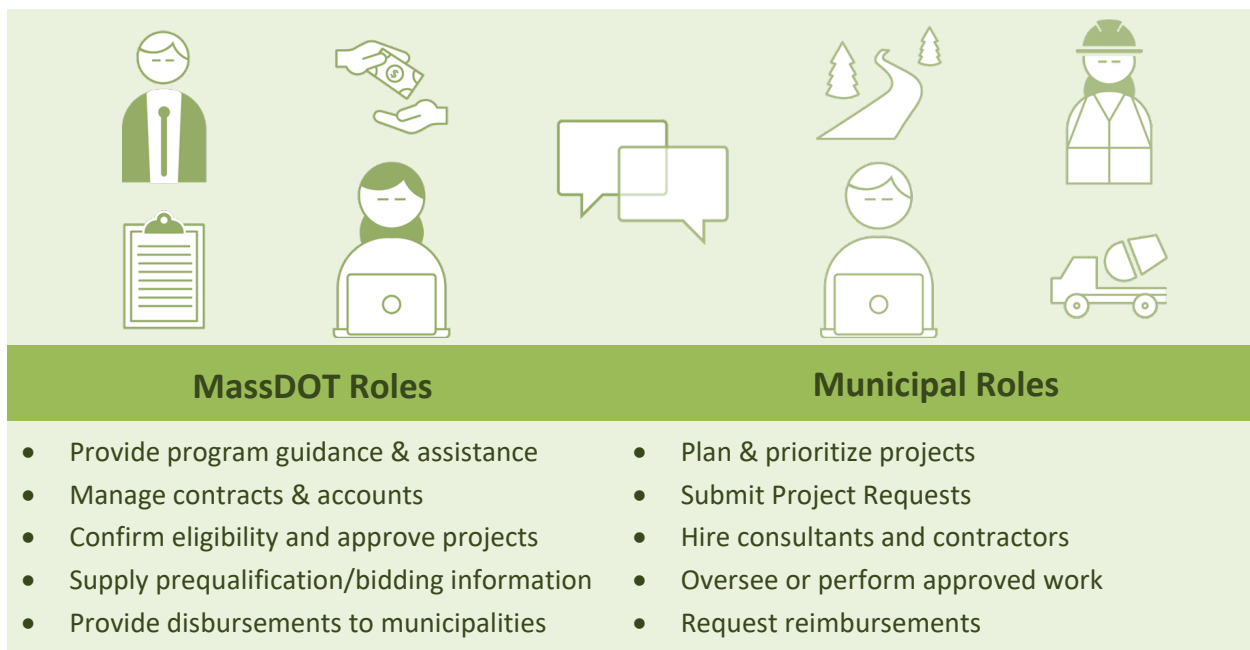 $
MassDOT Roles
Municipal Roles
• Provide program guidance & assistance
• Manage contracts & accounts
• Confirm eligibility and approve projects
• Supply prequalification/bidding information
• Provide disbursements to municipalities
• Plan & prioritize projects
• Submit Project Requests
• Hire consultants and contractors
• Oversee or perform approved work
• Request reimbursements